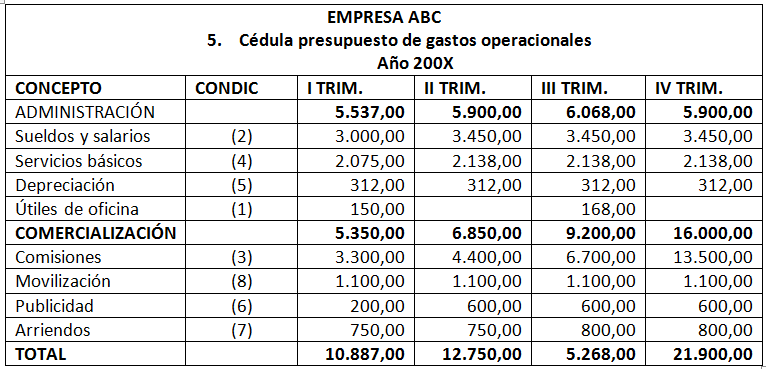 EMPRESA ABC
5. Cédula presupuesto de gastos operacionales
Año 200X
CONCEPTO CONDIC I TRIM. II TRIM. III TRIM. IV TRIM.
ADMINISTRACIÓN 5.537,00 5.900,00 6.068,00 5.900,00
Sueldos y salarios (2) 3.000,00 3.450,00 3.450,00 3.450,00
Servicios básicos (4) 2.075,00 2.138,00 2.138,00 2.138,00
Depreciación (5) 312,00 312,00 312,00 312,00
Útiles de oficina (1) 150,00 168,00
COMERCIALIZACIÓN 5.350,00 6.850,00 9.200,00 16.000,00
Comisiones (3) 3.300,00 4.400,00 6.700,00 13.500,00
Movilización (8) 1.100,00 1.100,00 1.100,00 1.100,00
Publicidad (6) 200,00 600,00 600,00 600,00
Arriendos (7) 750,00 750,00 800,00 800,00
TOTAL 10.887,00 12.750,00 5.268,00 21.900,00